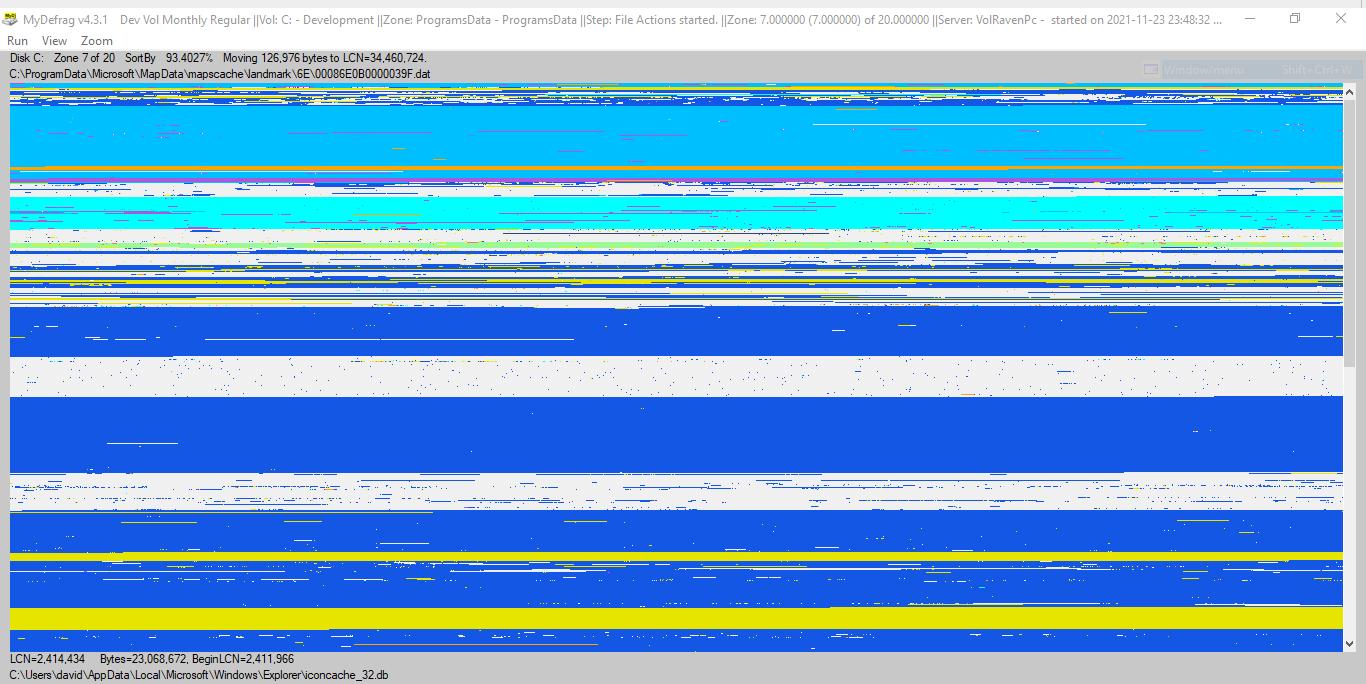 MyDefrag v4.3.1 Dev Vol Monthly Regular ||Vol: C: - Development ||Zone: ProgramsData - ProgramsData ||Step: File Actions started. ||Zone: 7.000000 (7.000000) of 20.000000 ||Server: VolRavenPc - started on 2021-11-23 23:48:32 ...
Run View Zoom
Disk C: Zone 7 of 20 SortBy 93.4027% Moving 126,976 bytes to LCN=34,460,724.
C:\ProgramData\Microsoft\MapData\mapscache\landmark\6E\00086E0B0000039F.dat
Window/menu Shift+Ctrl+W
LCN=2,414,434 Bytes=23,068,672, BeginLCN=2,411,966
C:\Users\david\AppData\Local\Microsoft\Windows\Explorer\iconcache_32.db